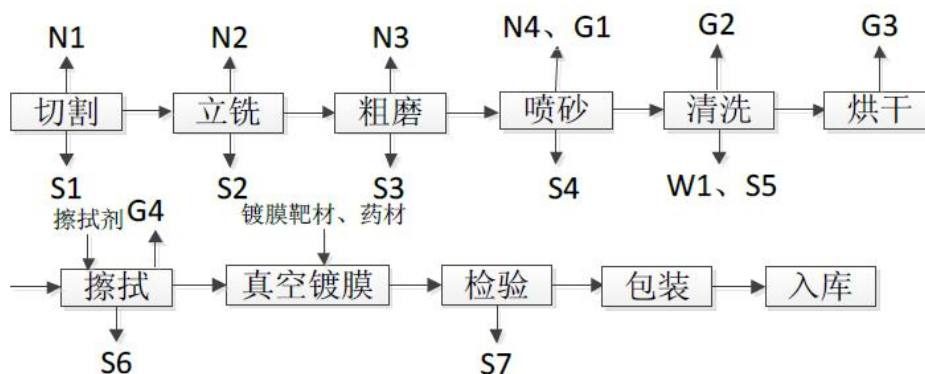 N1 N2 N3 N4、G1 G2 G3
切割 立铣 粗磨 喷砂 清洗 烘干
S1 S2 S3 S4 W1、S5
擦拭剂 G4 镀膜靶材、药材
擦拭 真空镀膜 检验 包装 入库
S6 S7